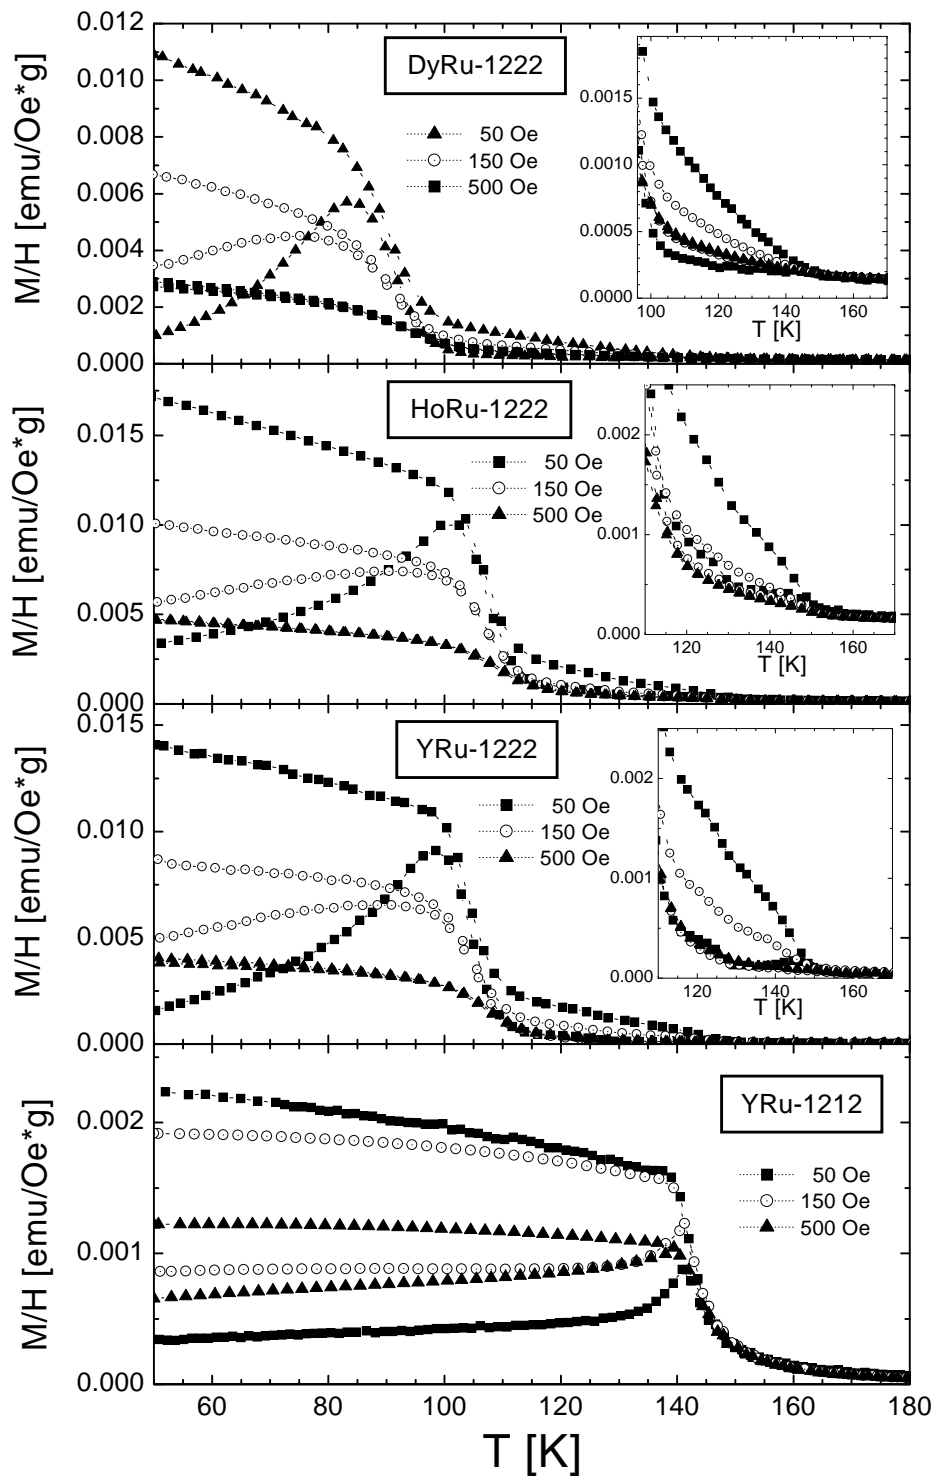 DyRu-1222
50 Oe
150 Oe
500 Oe
M/H [emu/Oe*g]
0.012
0.010
0.008
0.006
0.004
0.002
0.000
0.0015
0.0010
0.0005
0.0000
100 120 140 160
T [K]
HoRu-1222
50 Oe
150 Oe
500 Oe
M/H [emu/Oe*g]
0.015
0.010
0.005
0.000
0.002
0.001
0.000
120 140 160
T [K]
YRu-1222
50 Oe
150 Oe
500 Oe
M/H [emu/Oe*g]
0.015
0.010
0.005
0.000
0.002
0.001
0.000
120 140 160
T [K]
YRu-1212
50 Oe
150 Oe
500 Oe
M/H [emu/Oe*g]
0.002
0.001
0.000
60 80 100 120 140 160 180
T [K]